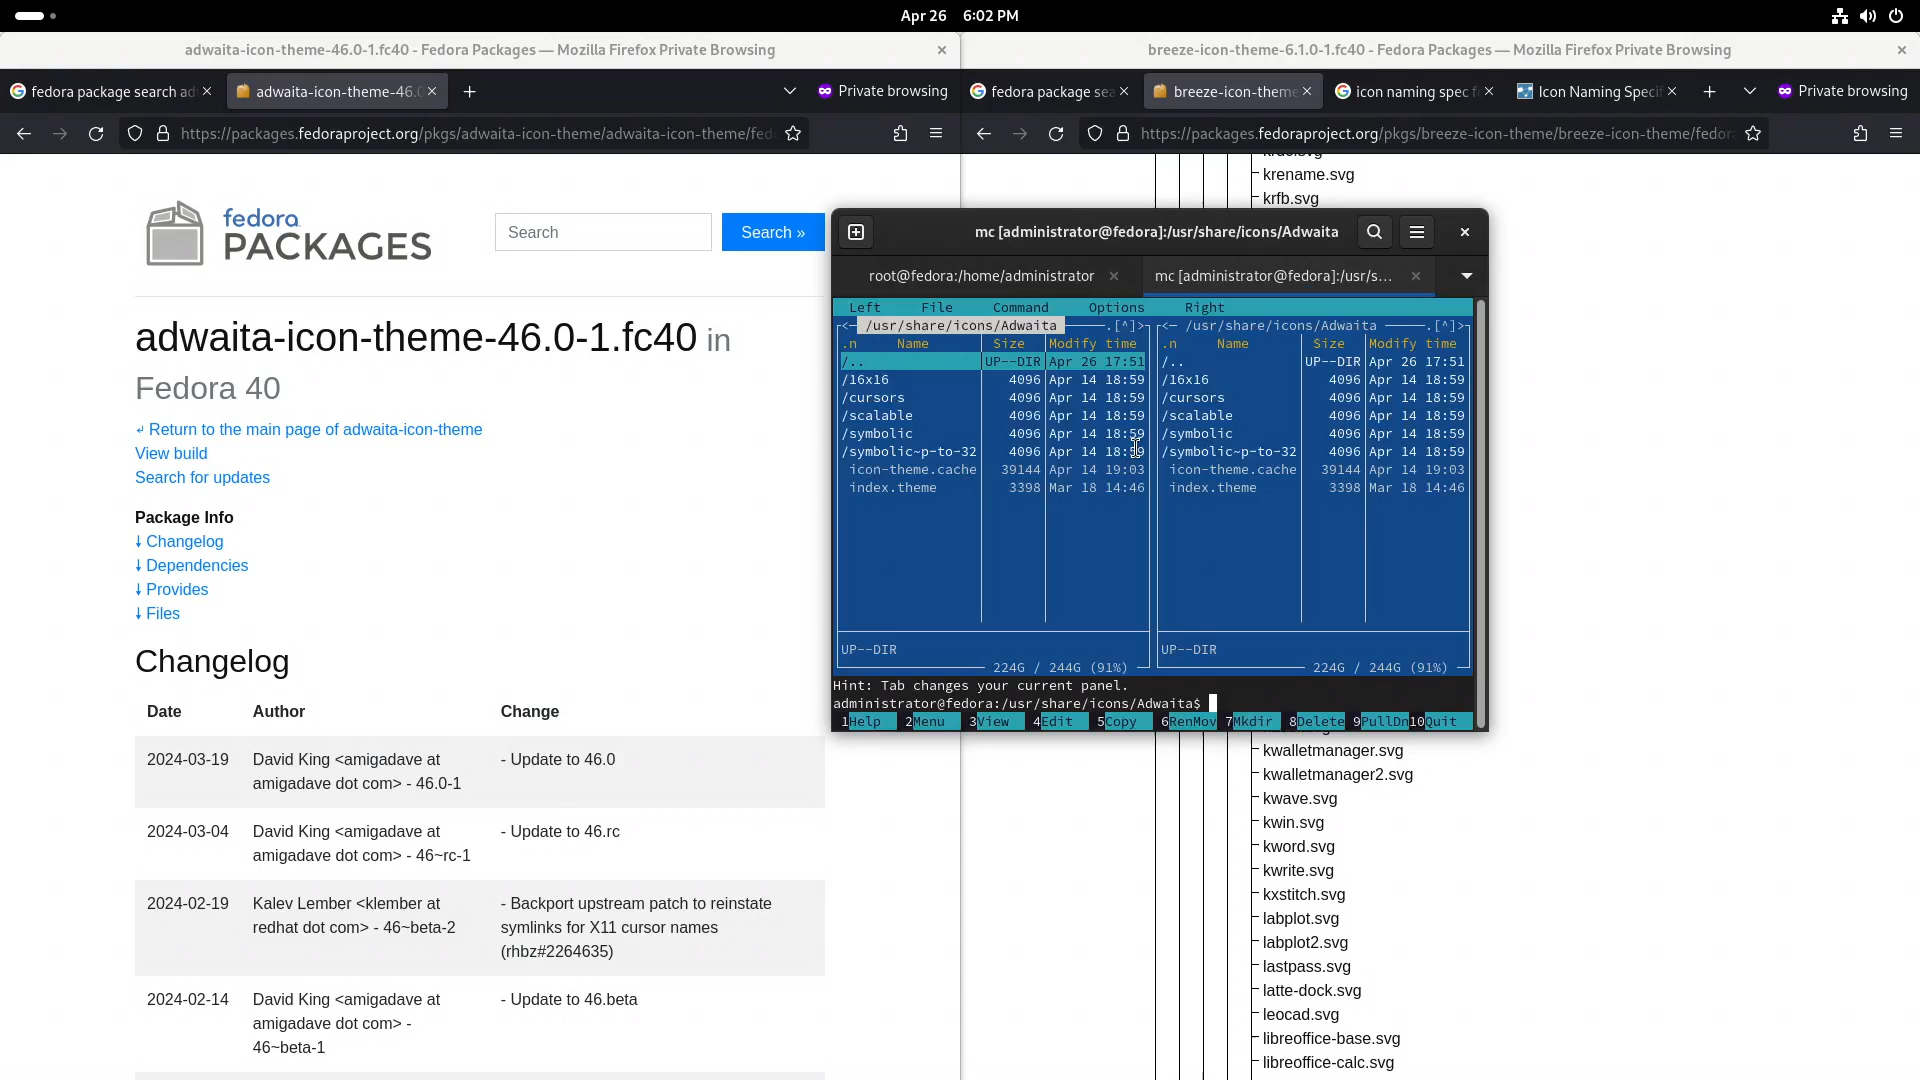 Apr 26 6:02 PM
adwaita-icon-theme-46.0-1.fc40 - Fedora Packages — Mozilla Firefox Private Browsing
fedora package search ad
adwaita-icon-theme-46.0
Private browsing
https://packages.fedoraproject.org/pkgs/adwaita-icon-theme/adwaita-icon-theme/fed
fedora
PACKAGES
Search
Search »
adwaita-icon-theme-46.0-1.fc40 in
Fedora 40
Return to the main page of adwaita-icon-theme
View build
Search for updates
Package Info
↓ Changelog
↓ Dependencies
↓ Provides
↓ Files
Changelog
Date Author Change
2024-03-19 David King <amigadave at - Update to 46.0
amigadave dot com> - 46.0-1
2024-03-04 David King <amigadave at - Update to 46.rc
amigadave dot com> - 46~rc-1
2024-02-19 Kalev Lember <klember at - Backport upstream patch to reinstate
redhat dot com> - 46~beta-2 symlinks for X11 cursor names
(rhbz#2264635)
2024-02-14 David King <amigadave at - Update to 46.beta
amigadave dot com> -
46~beta-1
breeze-icon-theme-6.1.0-1.fc40 - Fedora Packages — Mozilla Firefox Private Browsing
fedora package sea
breeze-icon-theme-
icon naming spec f
Icon Naming Specif
Private browsing
https://packages.fedoraproject.org/pkgs/breeze-icon-theme/breeze-icon-theme/fedor
krename.svg
krfb.svg
mc [administrator@fedora]:/usr/share/icons/Adwaita
root@fedora:/home/administrator
mc [administrator@fedora]:/usr/s...
Left File Command Options Right
<─ /usr/share/icons/Adwaita ─.[^]> <─ /usr/share/icons/Adwaita ─.[^]>
.n Name Size Modify time .n Name Size Modify time
/.. UP--DIR Apr 26 17:51 /.. UP--DIR Apr 26 17:51
/16x16 4096 Apr 14 18:59 /16x16 4096 Apr 14 18:59
/cursors 4096 Apr 14 18:59 /cursors 4096 Apr 14 18:59
/scalable 4096 Apr 14 18:59 /scalable 4096 Apr 14 18:59
/symbolic 4096 Apr 14 18:59 /symbolic 4096 Apr 14 18:59
/symbolic~p-to-32 4096 Apr 14 18:59 /symbolic~p-to-32 4096 Apr 14 18:59
icon-theme.cache 39144 Apr 14 19:03 icon-theme.cache 39144 Apr 14 19:03
index.theme 3398 Mar 18 14:46 index.theme 3398 Mar 18 14:46
UP--DIR UP--DIR
224G / 244G (91%) 224G / 244G (91%)
Hint: Tab changes your current panel.
administrator@fedora:/usr/share/icons/Adwaita$
1Help 2Menu 3View 4Edit 5Copy 6RenMov 7Mkdir 8Delete 9PullDn 10Quit
kwalletmanager.svg
kwalletmanager2.svg
kwave.svg
kwin.svg
kword.svg
kwrite.svg
kxstitch.svg
labplot.svg
labplot2.svg
lastpass.svg
latte-dock.svg
leocad.svg
libreoffice-base.svg
libreoffice-calc.svg